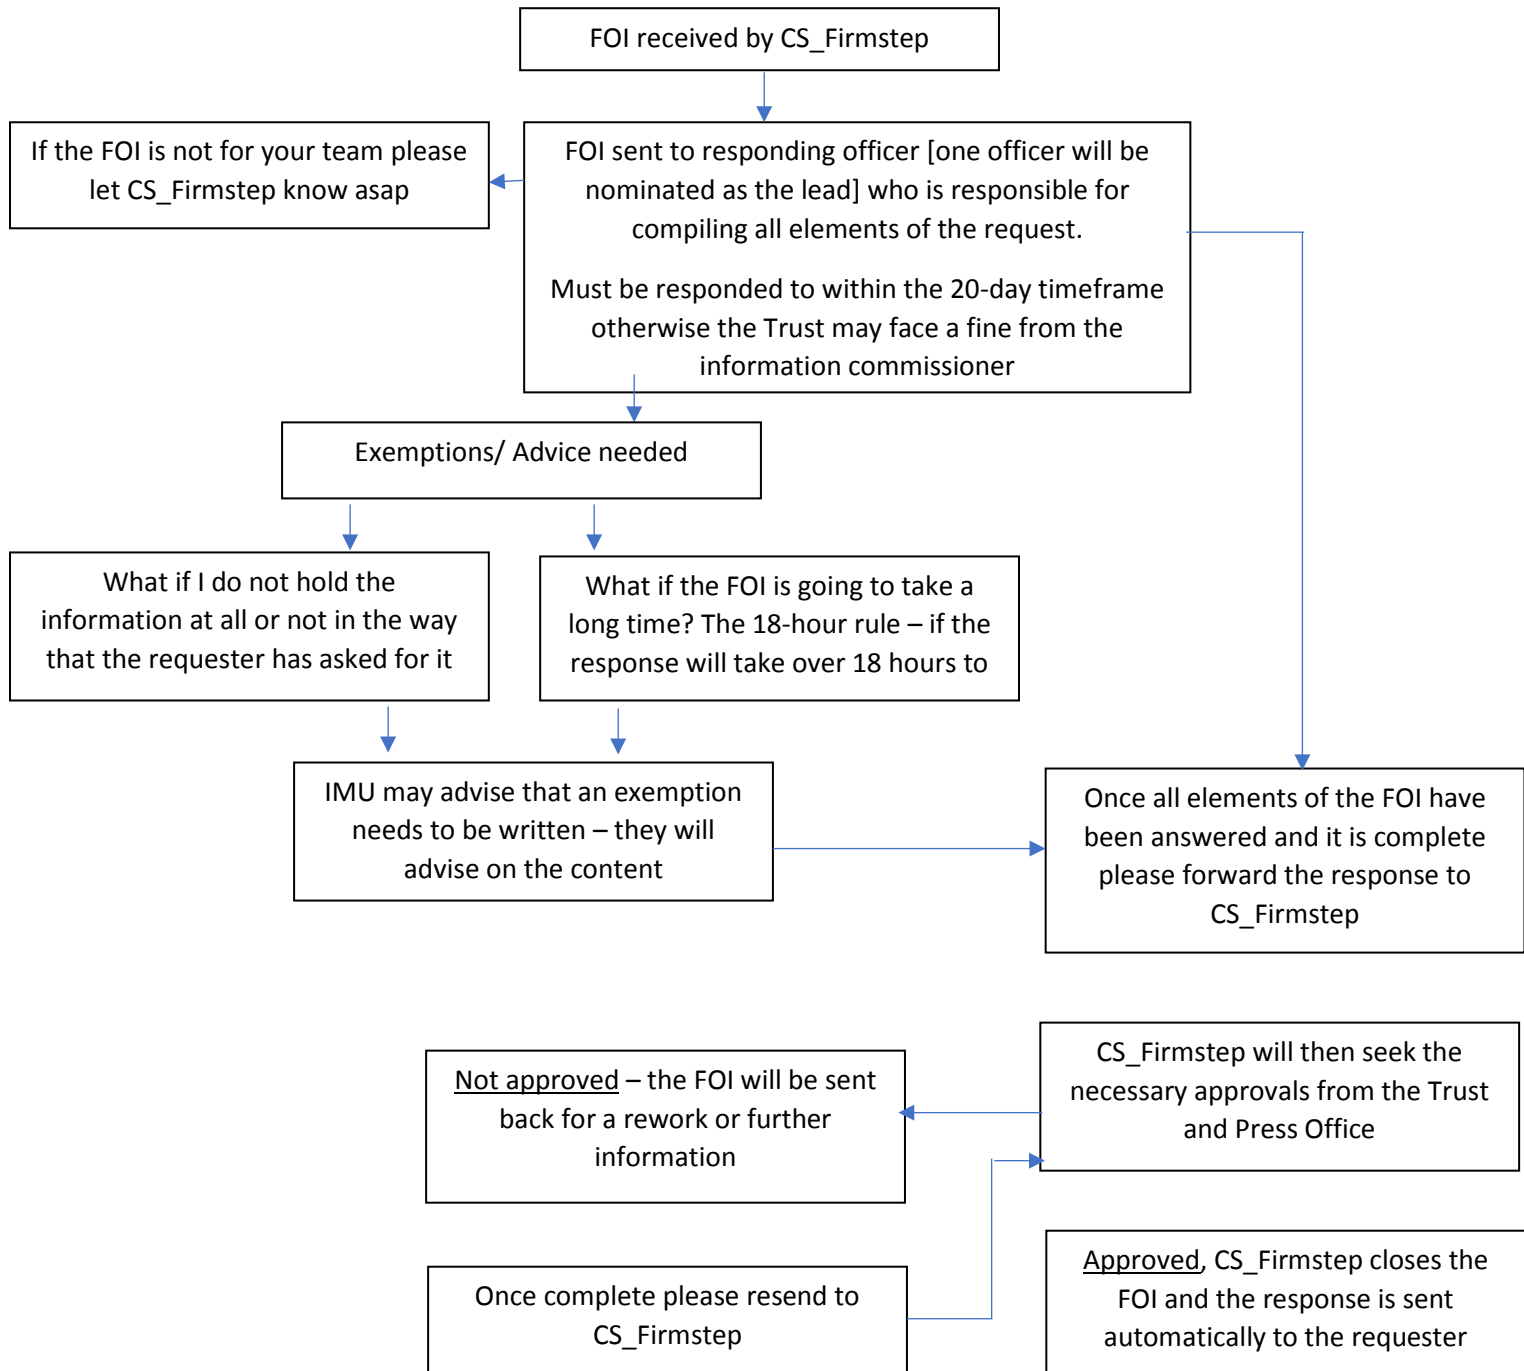 FOI received by CS_Firmstep
If the FOI is not for your team please
let CS_Firmstep know asap
FOI sent to responding officer [one officer will be
nominated as the lead] who is responsible for
compiling all elements of the request.
Must be responded to within the 20-day timeframe
otherwise the Trust may face a fine from the
information commissioner
Exemptions/ Advice needed
What if I do not hold the
information at all or not in the way
that the requester has asked for it
What if the FOI is going to take a
long time? The 18-hour rule – if the
response will take over 18 hours to
IMU may advise that an exemption
needs to be written – they will
advise on the content
Once all elements of the FOI have
been answered and it is complete
please forward the response to
CS_Firmstep
CS_Firmstep will then seek the
necessary approvals from the Trust
and Press Office
Not approved – the FOI will be sent
back for a rework or further
information
Once complete please resend to
CS_Firmstep
Approved, CS_Firmstep closes the
FOI and the response is sent
automatically to the requester